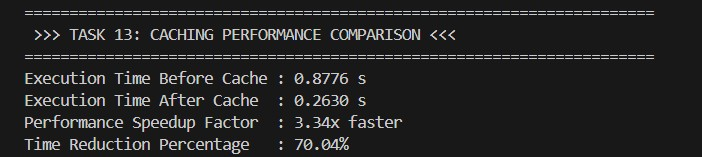 ======================================================================
>>> TASK 13: CACHING PERFORMANCE COMPARISON <<<
======================================================================
Execution Time Before Cache : 0.8776 s
Execution Time After Cache  : 0.2630 s
Performance Speedup Factor  : 3.34x faster
Time Reduction Percentage   : 70.04%